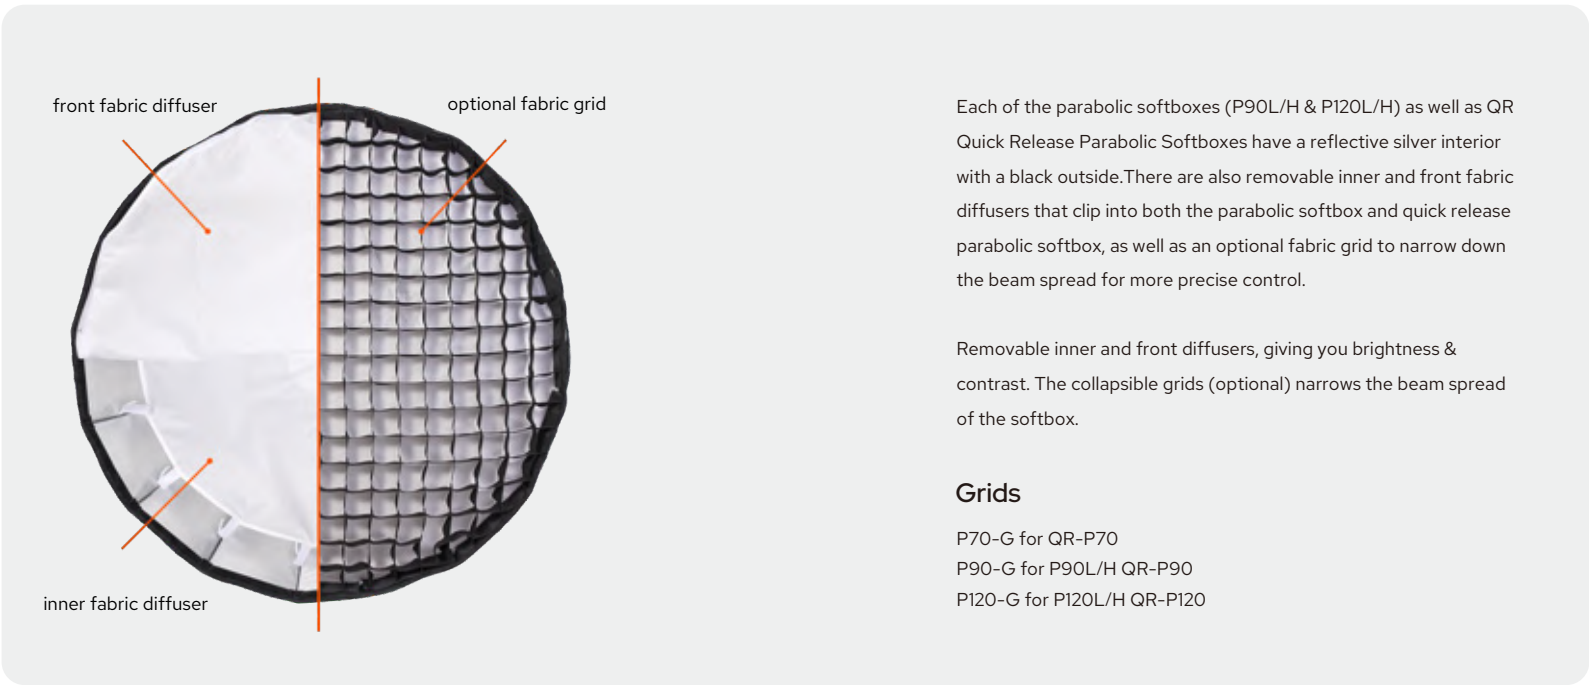 front fabric diffuser
optional fabric grid
inner fabric diffuser
Each of the parabolic softboxes (P90L/H & P120L/H) as well as QR
Quick Release Parabolic Softboxes have a reflective silver interior
with a black outside.There are also removable inner and front fabric
diffusers that clip into both the parabolic softbox and quick release
parabolic softbox, as well as an optional fabric grid to narrow down
the beam spread for more precise control.
Removable inner and front diffusers, giving you brightness &
contrast. The collapsible grids (optional) narrows the beam spread
of the softbox.
Grids
P70-G for QR-P70
P90-G for P90L/H QR-P90
P120-G for P120L/H QR-P120